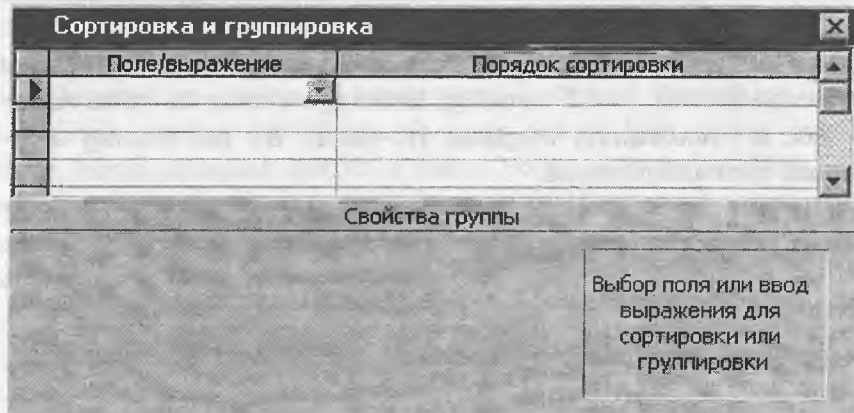 Сортировка и группировка
Поле/выражение Порядок сортировки
Свойства группы
Выбор поля или ввод
выражения для
сортировки или
группировки